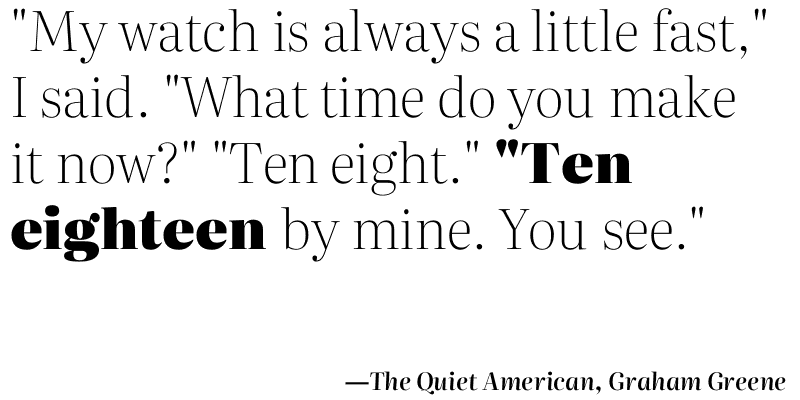 "My watch is always a little fast,"
I said. "What time do you make
it now?" "Ten eight." "Ten
eighteen by mine. You see."
—The Quiet American, Graham Greene